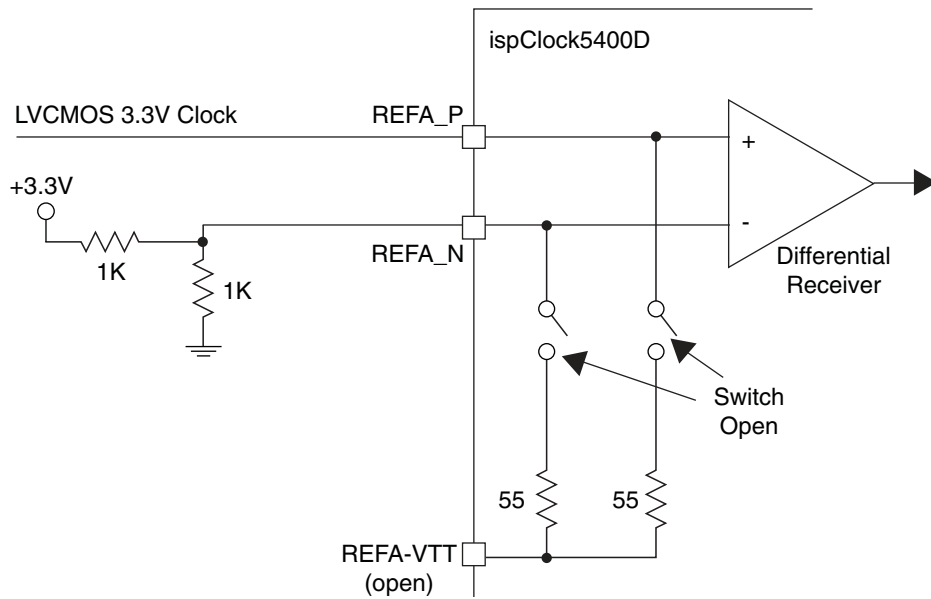 ispClock5400D
LVCMOS 3.3V Clock
REFA_P
+3.3V
+
-
REFA_N
1K
1K
Differential
Receiver
Switch
Open
55
55
REFA-VTT
(open)